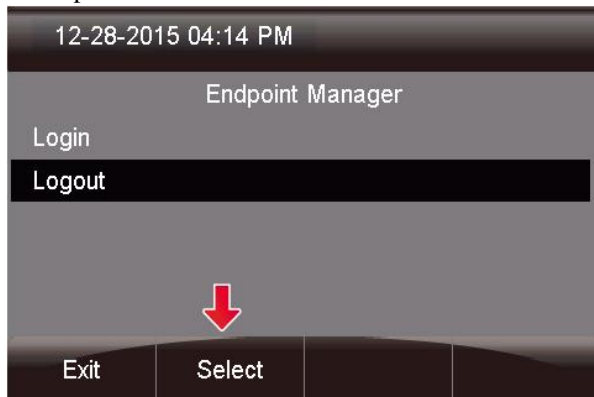 12-28-2015 04:14 PM
Endpoint Manager
Login
Logout
Exit Select